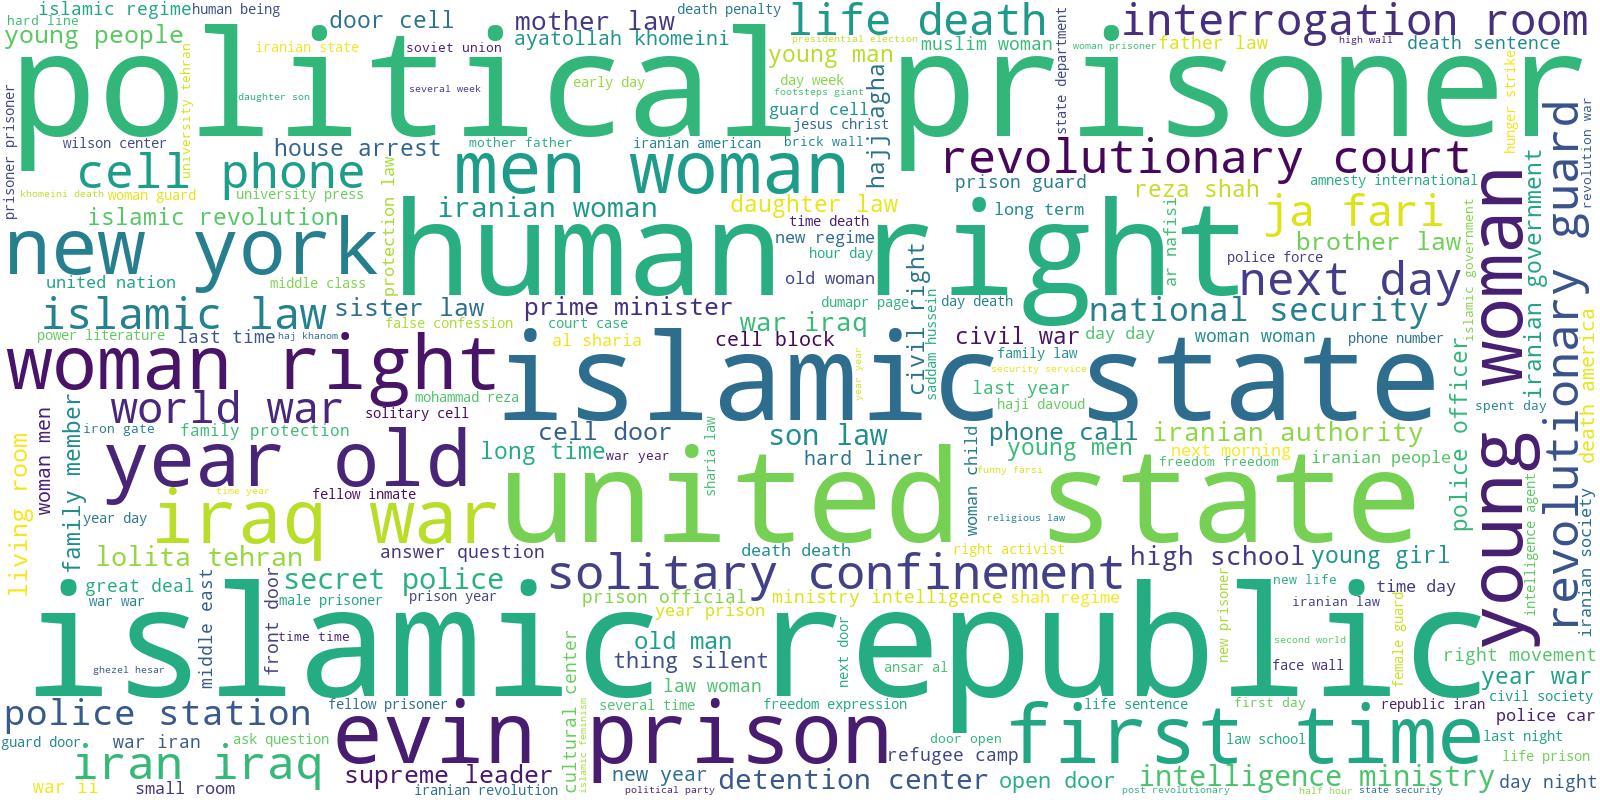 islamic regime
human being
door cell
mother law
death penalty
life death
interrogation room
hard line
young people
iranian state
soviet union
ayatollah khomeini
presidential election
young man
muslim woman
woman prisoner
father law
high wall
death sentence
political prisoner
university tehran
daughter son
several week
early day
day week
footsteps giant
guard cell
jesus christ
hajj agha
state department
hunger strike
revolution war
prisoner prisoner
wilson center
house arrest
mother father
iranian american
brick wall
revolutionary court
cell phone
men woman
prison guard
reza shah
amnesty international
khomeini death
woman guard
university press
protection law
islamic revolution
iranian woman
daughter law
time death
long term
ar nafisi
ja fari
new york
human right
new regime
hour day
old woman
brother law
police force
next day
islamic government
iranian government
young woman
revolutionary guard
united nation
middle class
islamic law
sister law
prime minister
dumapr page
civil right
saddam hussein
day death
national security
power literature
last time
haj khanom
false confession
court case
al sharia
war iraq
cell block
civil war
day day
woman woman
phone number
woman right
islamic state
year year
family law
security service
last year
haji davoud
mohammad reza
solitary cell
world war
police officer
spent day
death america
living room
woman men
family member
iron gate
family protection
cell door
son law
phone call
iranian authority
year old
long time
war year
sharia law
hard liner
woman child
young men
next morning
freedom freedom
iranian people
funny farsi
time year
fellow inmate
iraq war
united state
religious law
year day
intelligence agent
iranian society
lolita tehran
answer question
death death
right activist
high school
young girl
great deal
secret police
solitary confinement
new life
time day
war war
middle east
front door
male prisoner
prison year
prison official
ministry intelligence
shah regime
year prison
new prisoner
iranian law
female guard
islamic republic
time time
ghezel hesar
cultural center
islamic feminism
old man
thing silent
law woman
next door
ansar al
second world
face wall
right movement
year war
civil society
police station
fellow prisoner
several time
freedom expression
life sentence
first day
republic iran
police car
guard door
war iran
ask question
evin prison
door open
refugee camp
first time
law school
last night
life prison
iran iraq
supreme leader
new year
detention center
open door
intelligence ministry
day night
war ii
small room
iranian revolution
political party
post revolutionary
half hour
state security